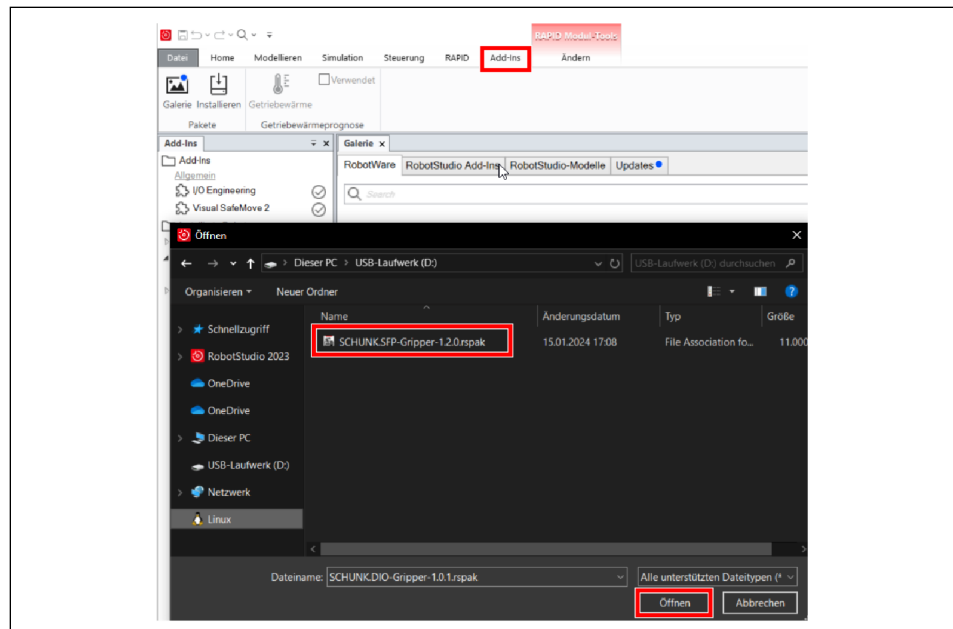 RAPID Modul-Tools
Datei Home Modellieren Simulation Steuerung RAPID Add-Ins Ändern
Verwendet
Galerie Installieren Getriebewärme
Pakete Getriebewärmeprognose
Add-Ins Galerie
Add-Ins
RobotWare RobotStudio Add-Ins RobotStudio-Modelle Updates
Allgemein
I/O Engineering
Search
Visual SafeMove 2
Öffnen
Dieser PC > USB-Laufwerk (D:) USB-Laufwerk (D:) durchsuchen
Organisieren Neuer Ordner
Name Änderungsdatum Typ Größe
Schnellzugriff
SCHUNK.SFP-Gripper-1.2.0.rspak 15.01.2024 17:08 File Association fo... 11.000
RobotStudio 2023
OneDrive
OneDrive
Dieser PC
USB-Laufwerk (D:)
Netzwerk
Linux
Dateiname: SCHUNK.DIO-Gripper-1.0.1.rspak Alle unterstützten Dateitypen (*
Öffnen Abbrechen